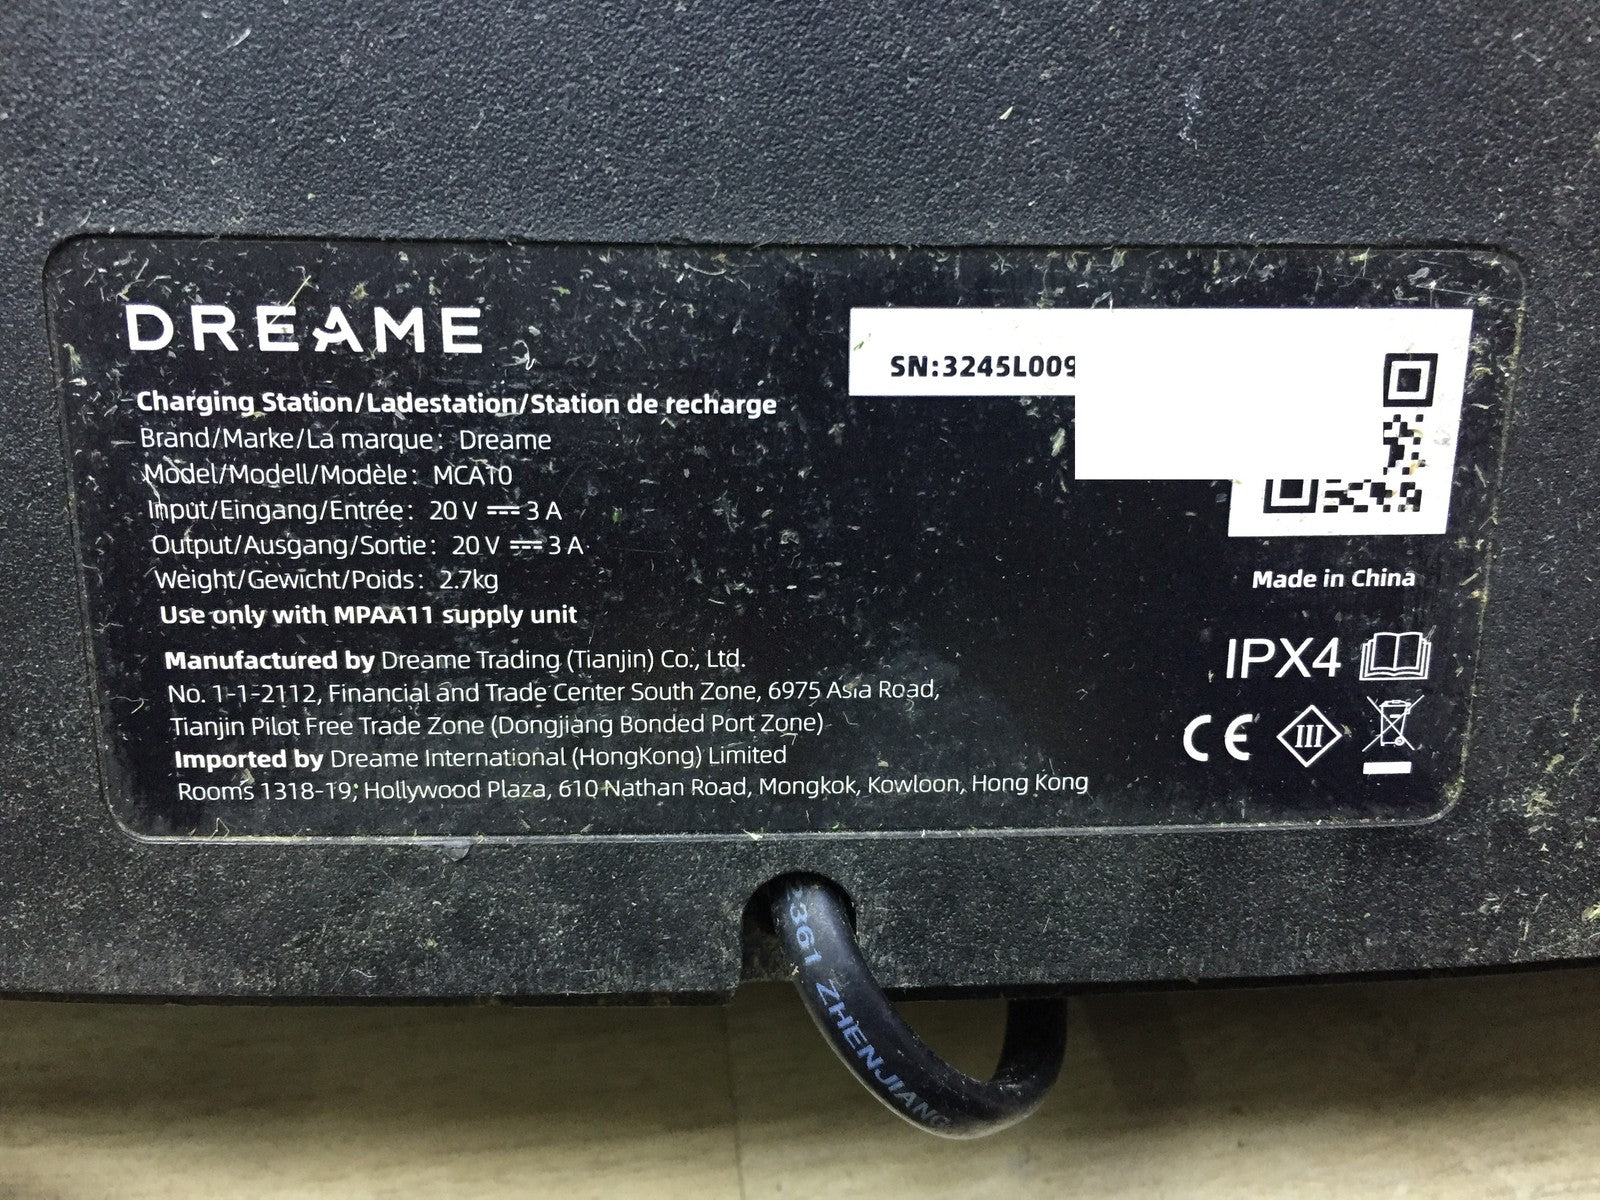 DREAME
Charging Station/Ladestation/Station de recharge
Brand/Marke/La marque: Dreame
Model/Modell/Modèle: MCA10
Input/Eingang/Entrée: 20 V ⎓ 3 A
Output/Ausgang/Sortie: 20 V ⎓ 3 A
Weight/Gewicht/Poids: 2.7kg
Use only with MPAA11 supply unit
Manufactured by Dreame Trading (Tianjin) Co., Ltd.
No. 1-1-2112, Financial and Trade Center South Zone, 6975 Asia Road,
Tianjin Pilot Free Trade Zone (Dongjiang Bonded Port Zone)
Imported by Dreame International (HongKong) Limited
Rooms 1318-19, Hollywood Plaza, 610 Nathan Road, Mongkok, Kowloon, Hong Kong
SN:3245L009
Made in China
IPX4
CE
III
2361 ZHENJIANG